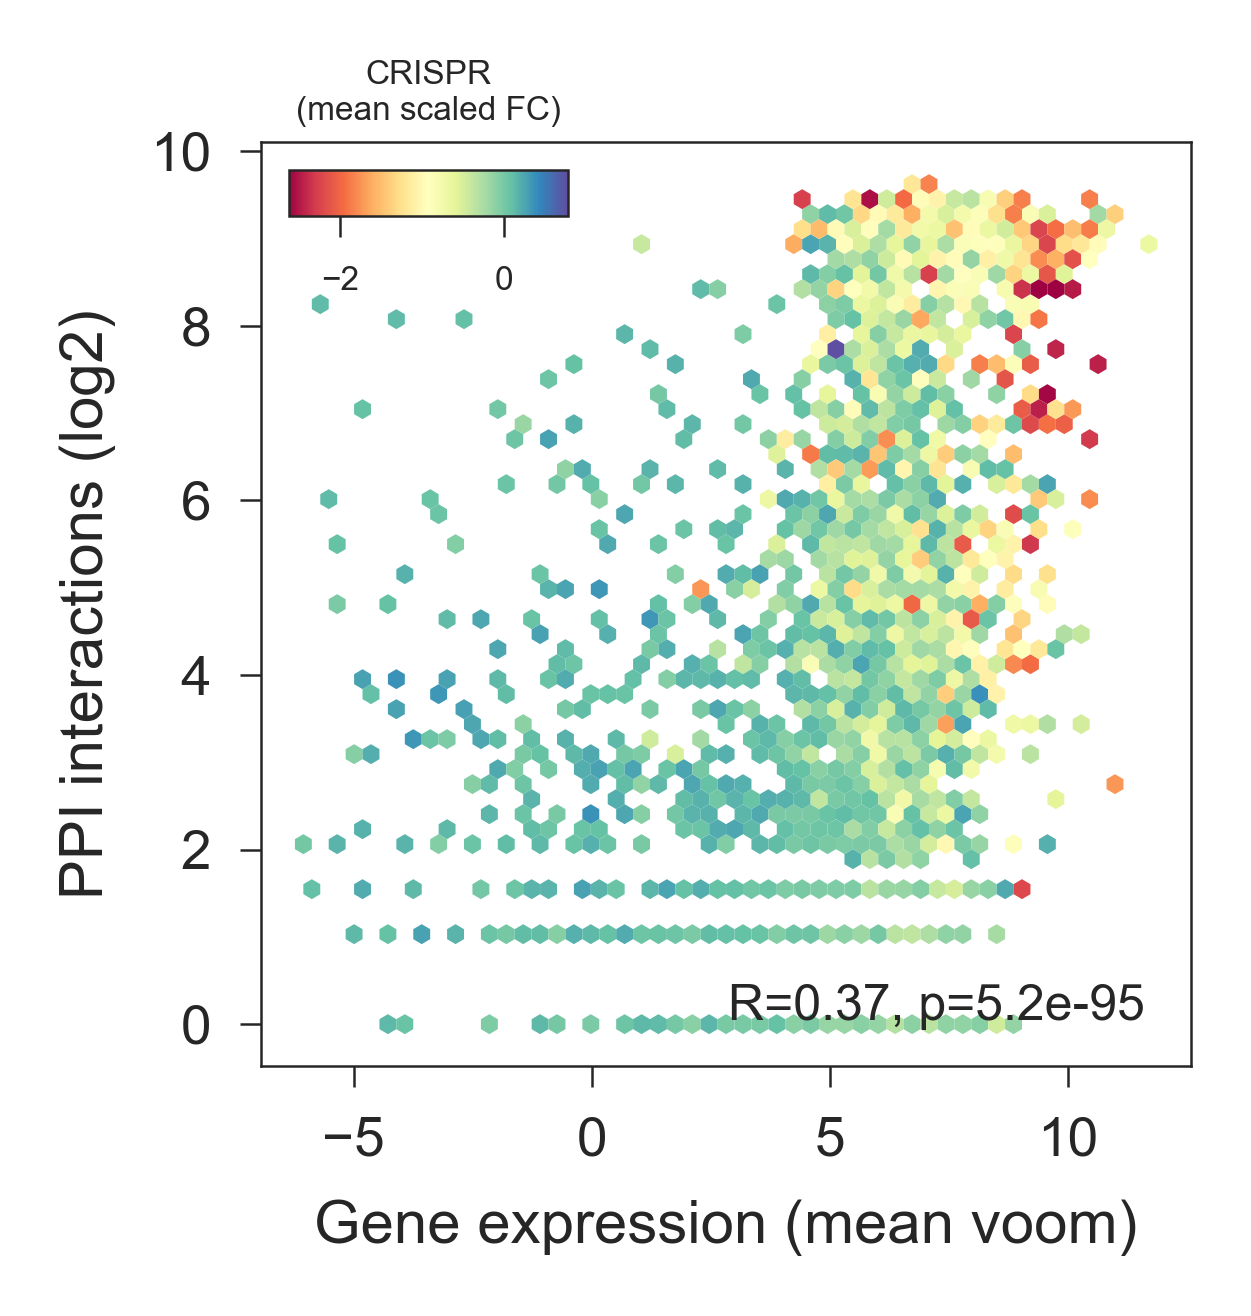 CRISPR
(mean scaled FC)
−2
0
10
8
6
4
2
0
PPI interactions (log2)
R=0.37, p=5.2e-95
−5
0
5
10
Gene expression (mean voom)